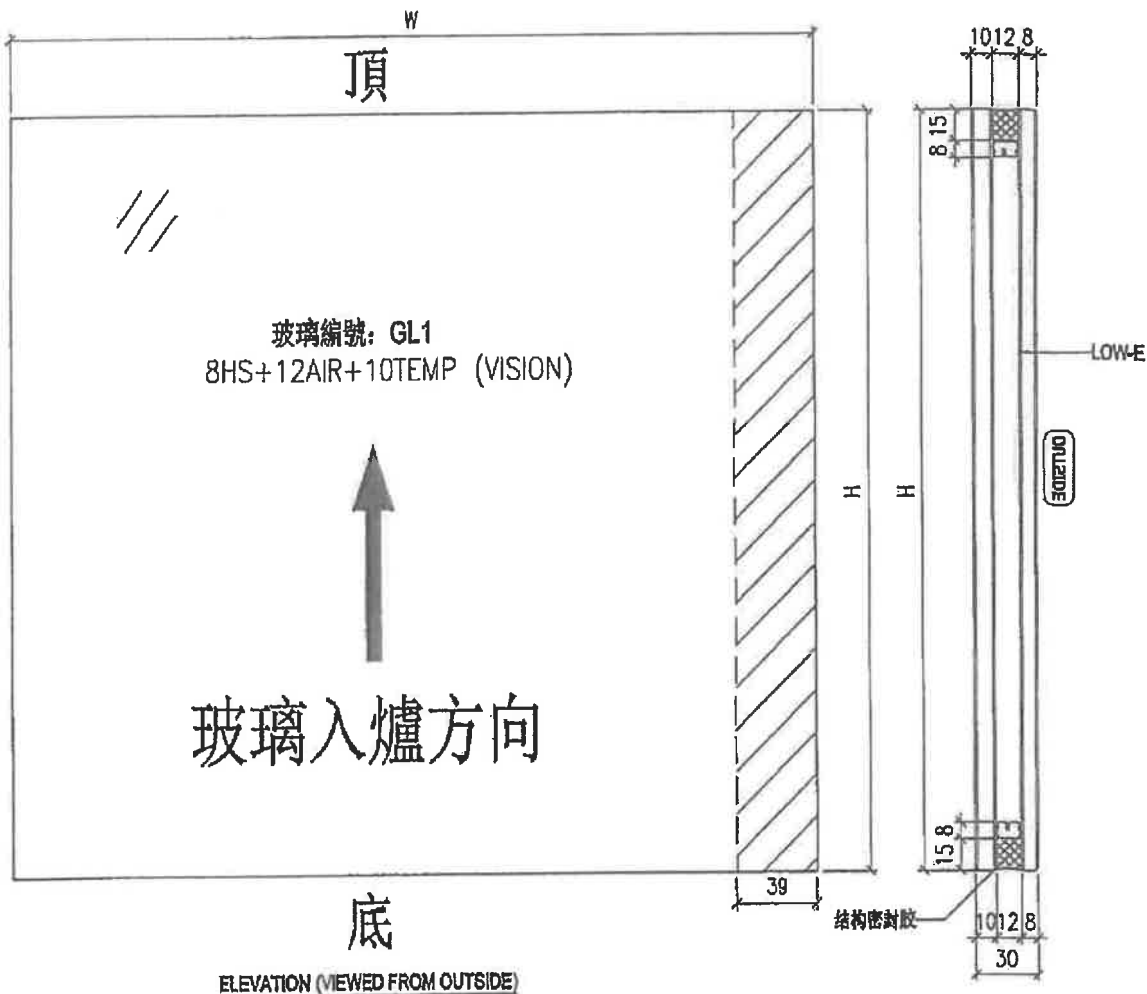 W
頂
10 12 8
15
8
玻璃編號: GL1
8HS+12AIR+10TEMP (VISION)
LOW-E
OUTSIDE
H
H
玻璃入爐方向
8
15
39
底
结构密封胶
10 12 8
30
ELEVATION (VIEWED FROM OUTSIDE)